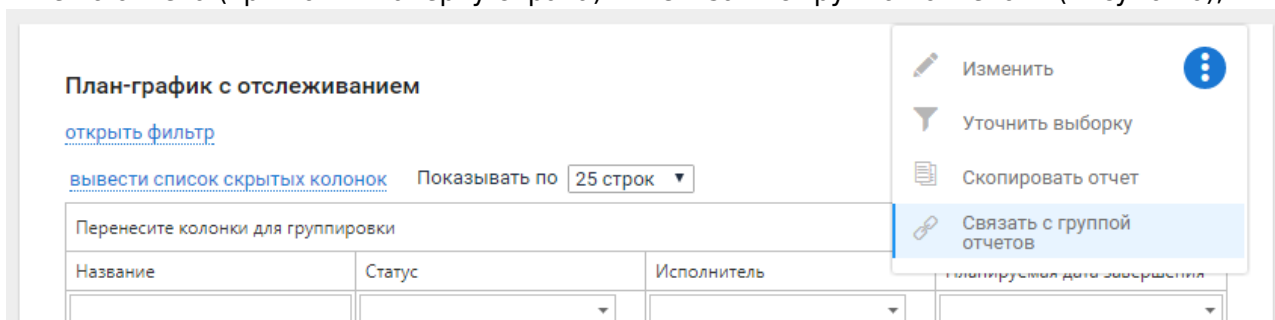 План-график с отслеживанием
открыть фильтр
вывести список скрытых колонок Показывать по 25 строк
Перенесите колонки для группировки
Название Статус Исполнитель Планируемая дата завершения
Изменить
Уточнить выборку
Скопировать отчет
Связать с группой
отчетов